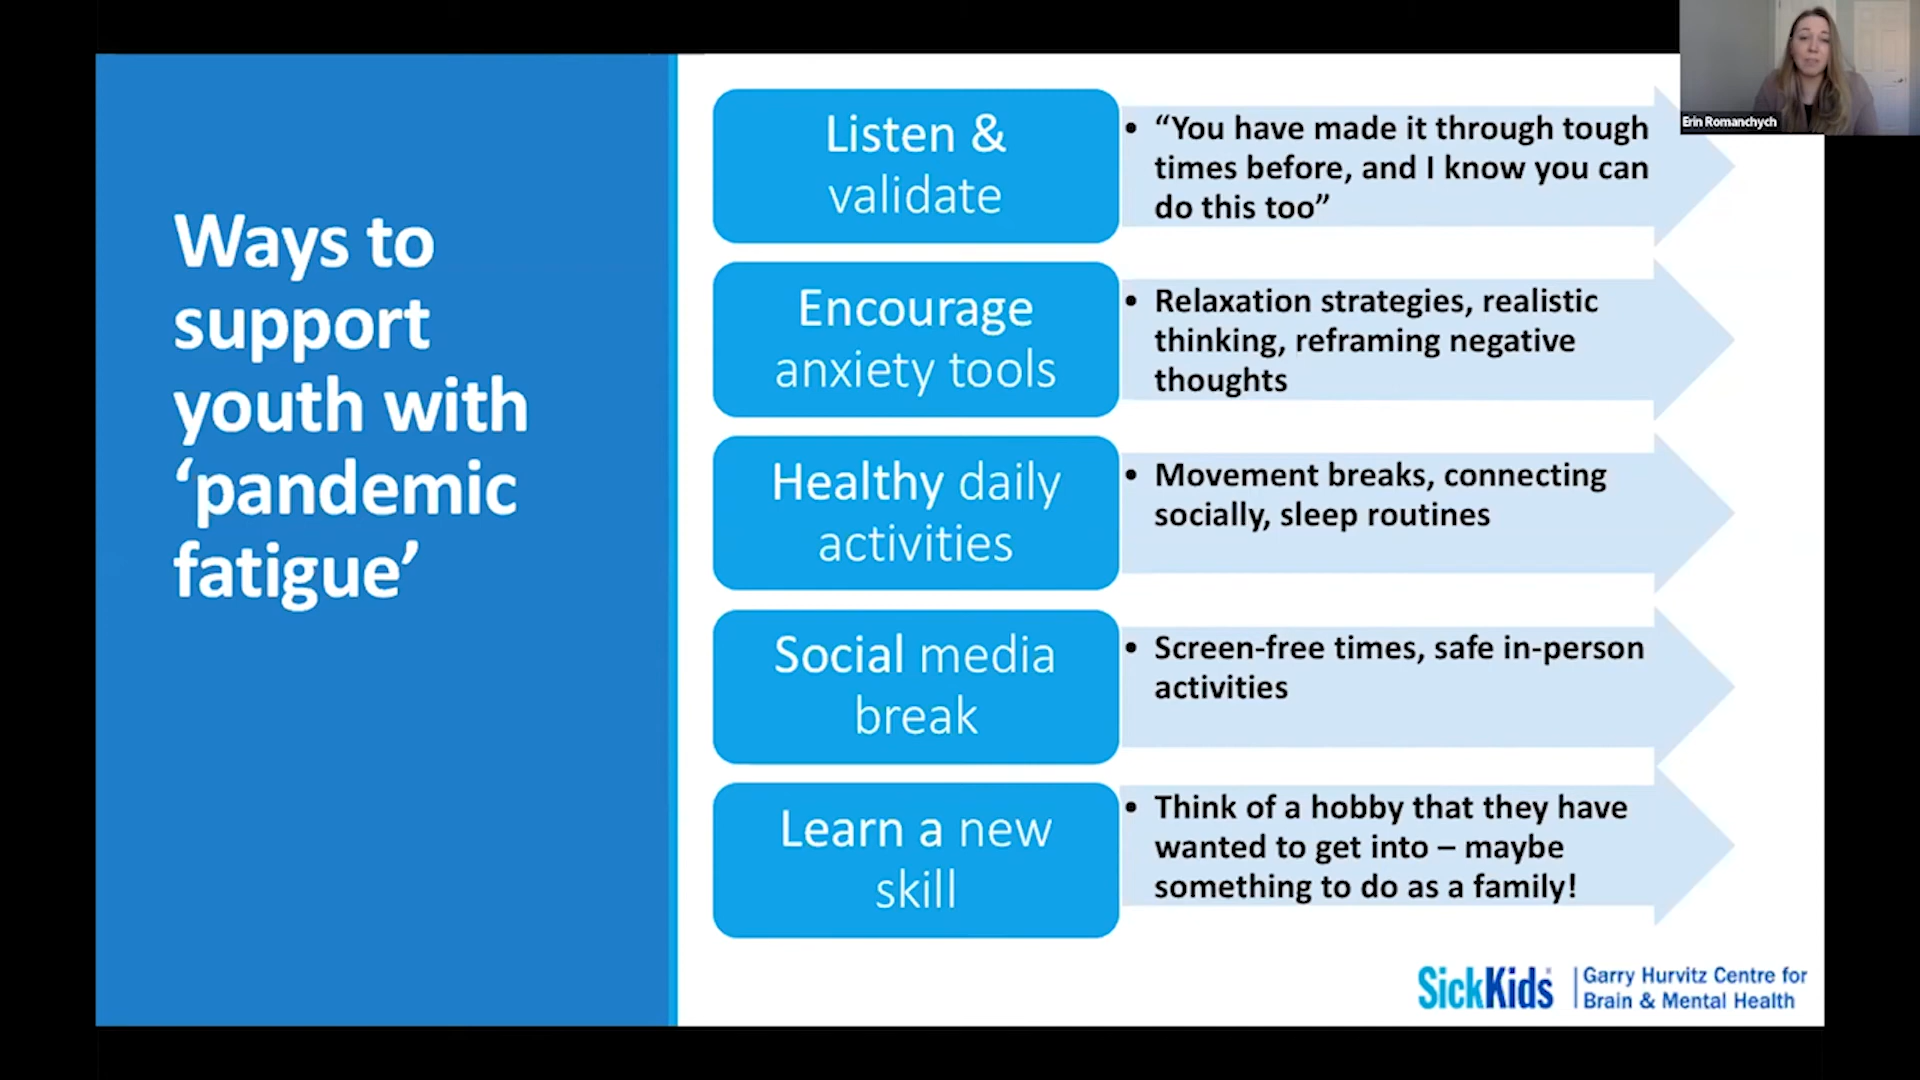 Ways to
support
youth with
‘pandemic
fatigue’
Listen &
validate
• “You have made it through tough
times before, and I know you can
do this too”
Encourage
anxiety tools
• Relaxation strategies, realistic
thinking, reframing negative
thoughts
Healthy daily
activities
• Movement breaks, connecting
socially, sleep routines
Social media
break
• Screen-free times, safe in-person
activities
Learn a new
skill
• Think of a hobby that they have
wanted to get into – maybe
something to do as a family!
SickKids
Garry Hurvitz Centre for
Brain & Mental Health
Erin Romanchych